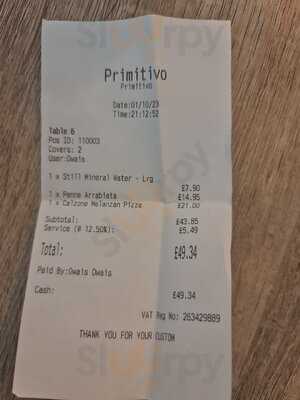 Primitivo
Primitivo
Date:01/10/23
Time:21:12:52
Table 6
Pos ID: 110003
Covers: 2
User:Owais
1 x Still Mineral Water - Lrg
£7.90
1 x Penne Arrabiata £14.95
1 x Calzone Melanzan Pizza £21.00
Subtotal: £43.85
Service (@ 12.50%): £5.49
Total: £49.34
Paid By:Owais Owais
Cash: £49.34
VAT Reg No: 263429889
THANK YOU FOR YOUR CUSTOM
Sluurpy
Sluurpy